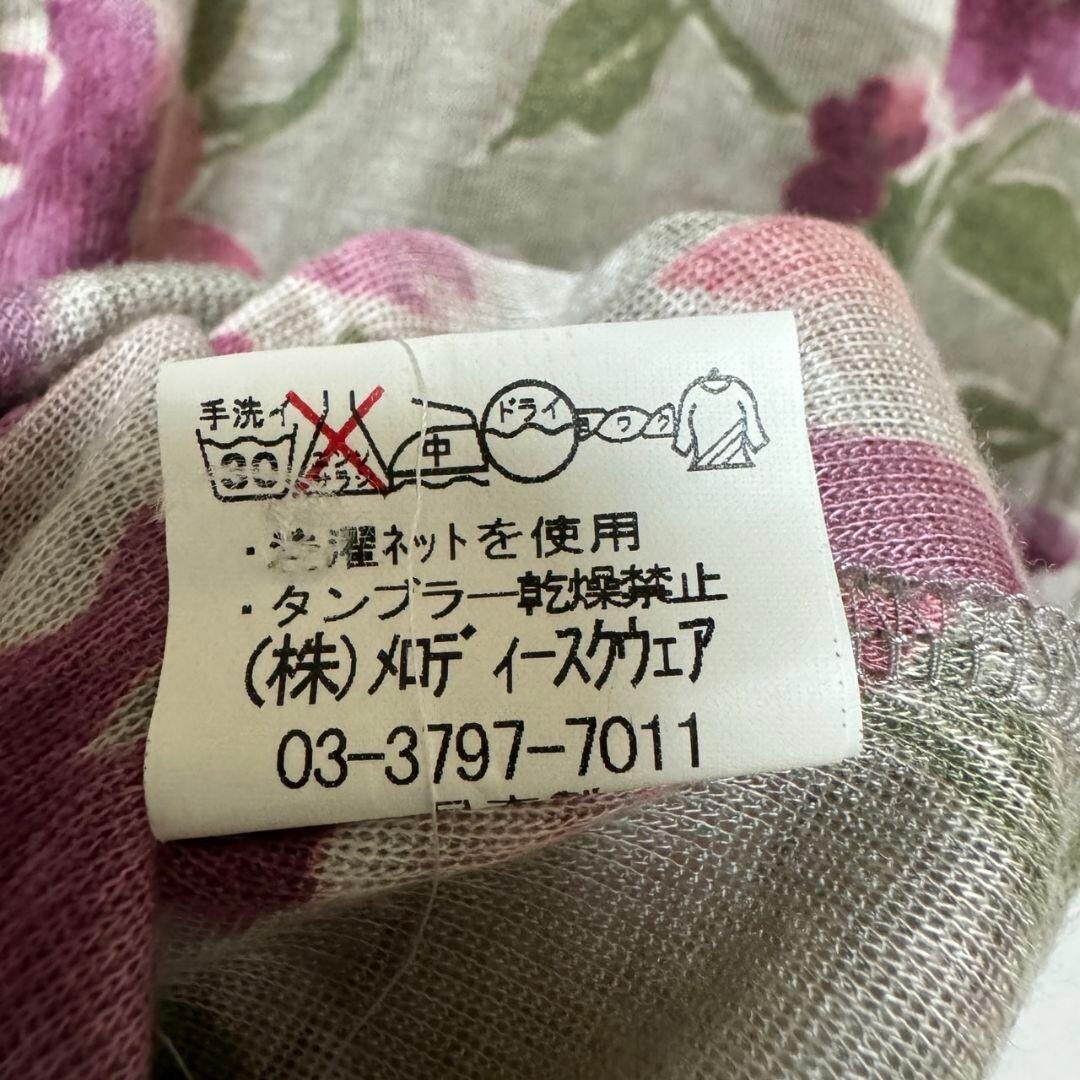 手洗イ 30 中 ドライ
・洗濯ネットを使用
・タンブラー乾燥禁止
(株)メロディースクウェア
03-3797-7011